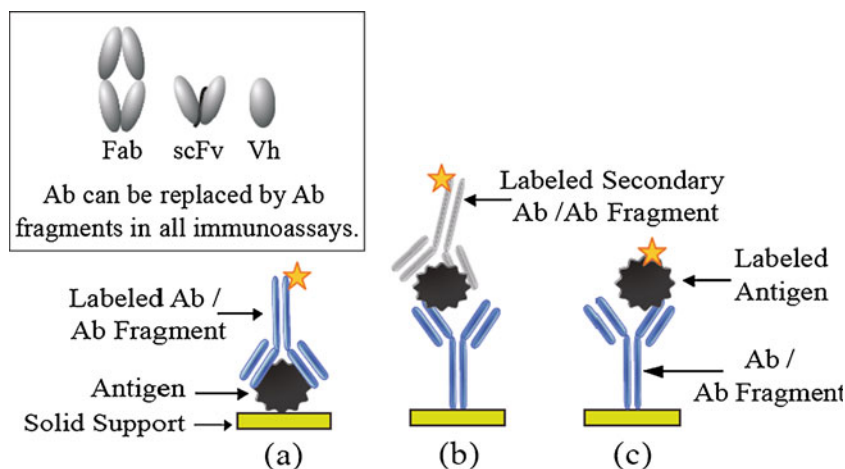 Fab scFv Vh
Ab can be replaced by Ab
fragments in all immunoassays.
Labeled Ab /
Ab Fragment
Antigen
Solid Support
Labeled Secondary
Ab /Ab Fragment
Labeled
Antigen
Ab /
Ab Fragment
(a) (b) (c)